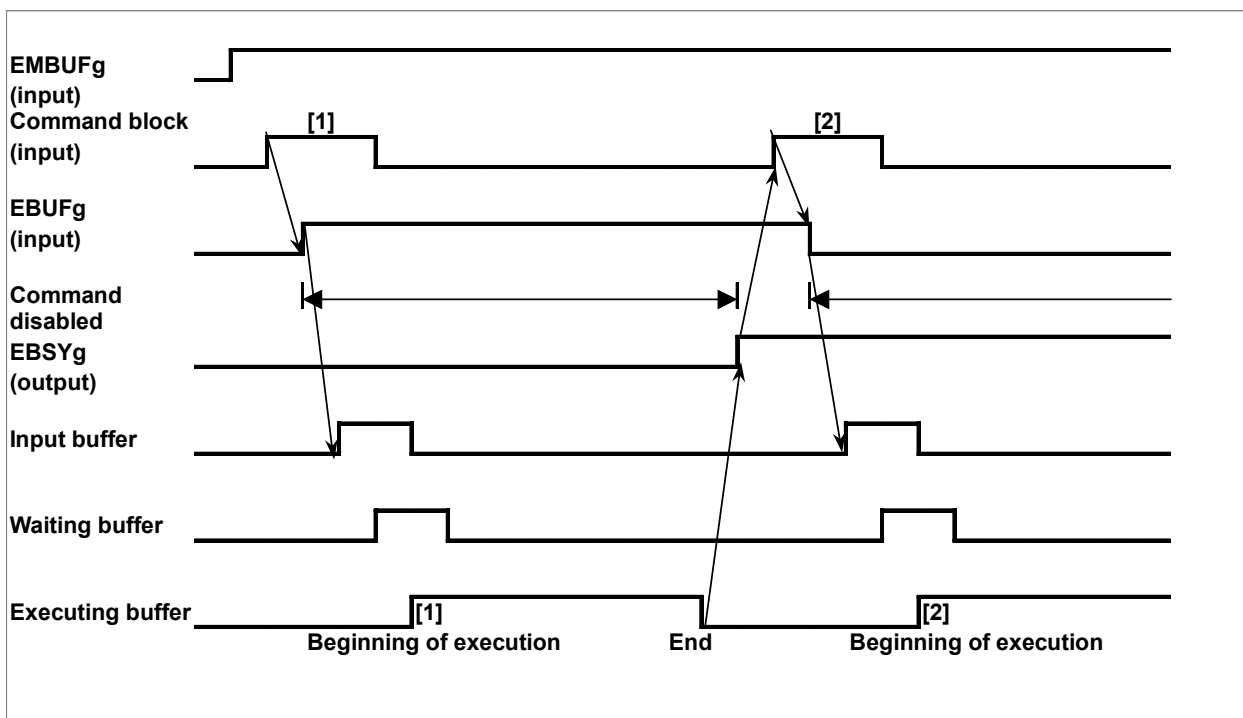 EMBUFg
(input)
Command block
(input)
[1]
[2]
EBUFg
(input)
Command
disabled
EBSYg
(output)
Input buffer
Waiting buffer
Executing buffer
[1]
[2]
Beginning of execution
End
Beginning of execution